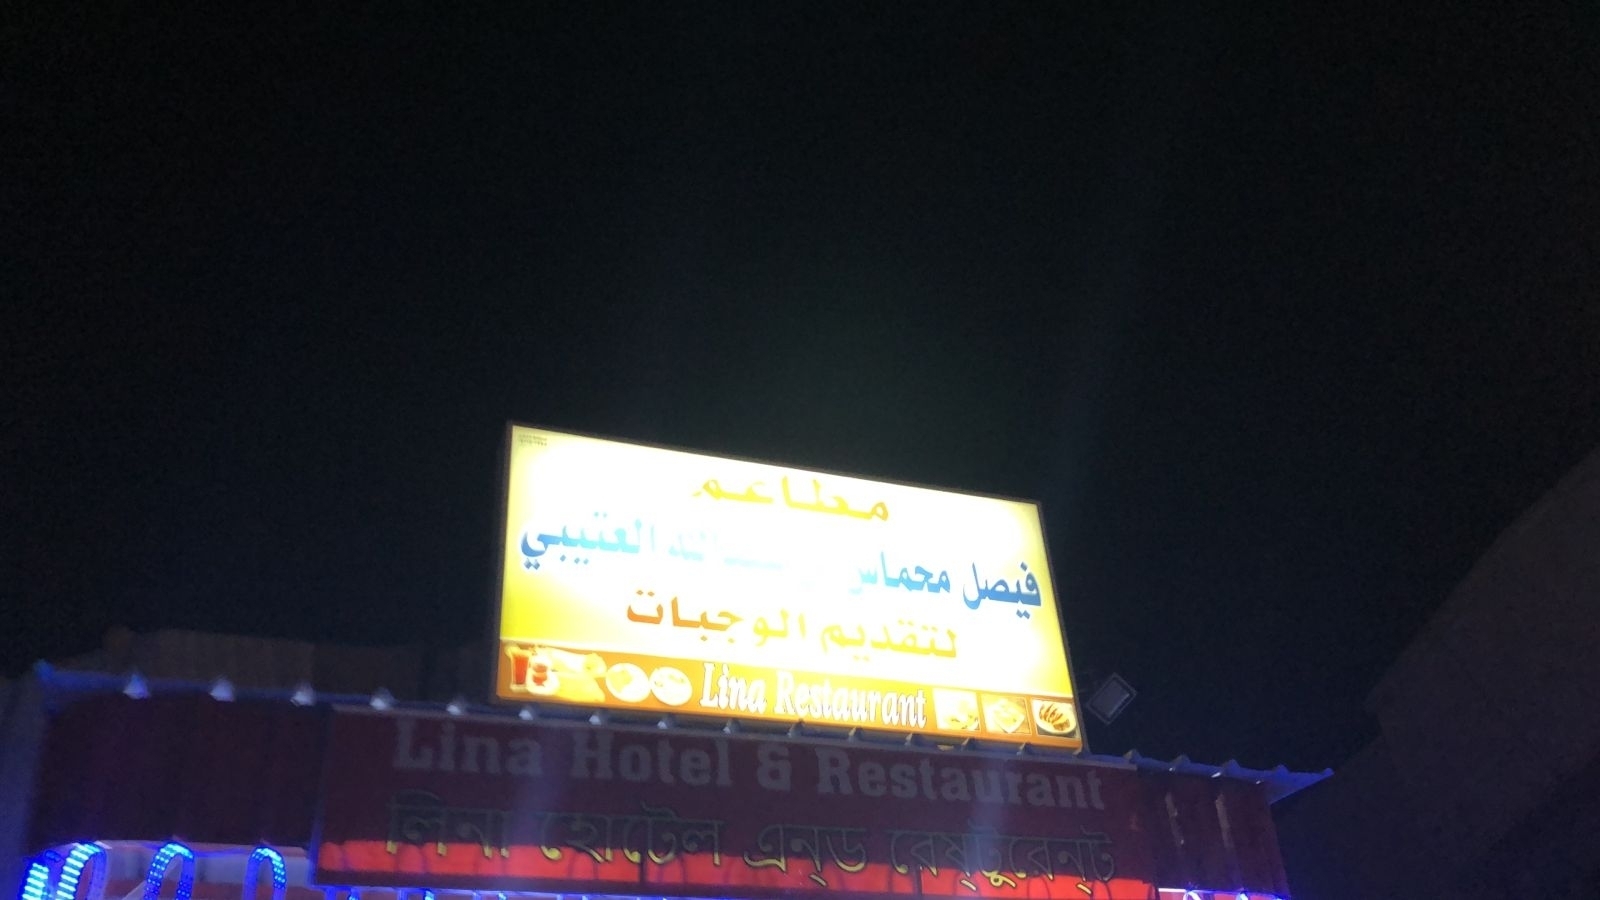 مطاعم
فيصل محماس العتيبي
لتقديم الوجبات
Lina Restaurant
Lina Hotel & Restaurant
লিনা হোটেল এন্ড রেষ্টুরেন্ট